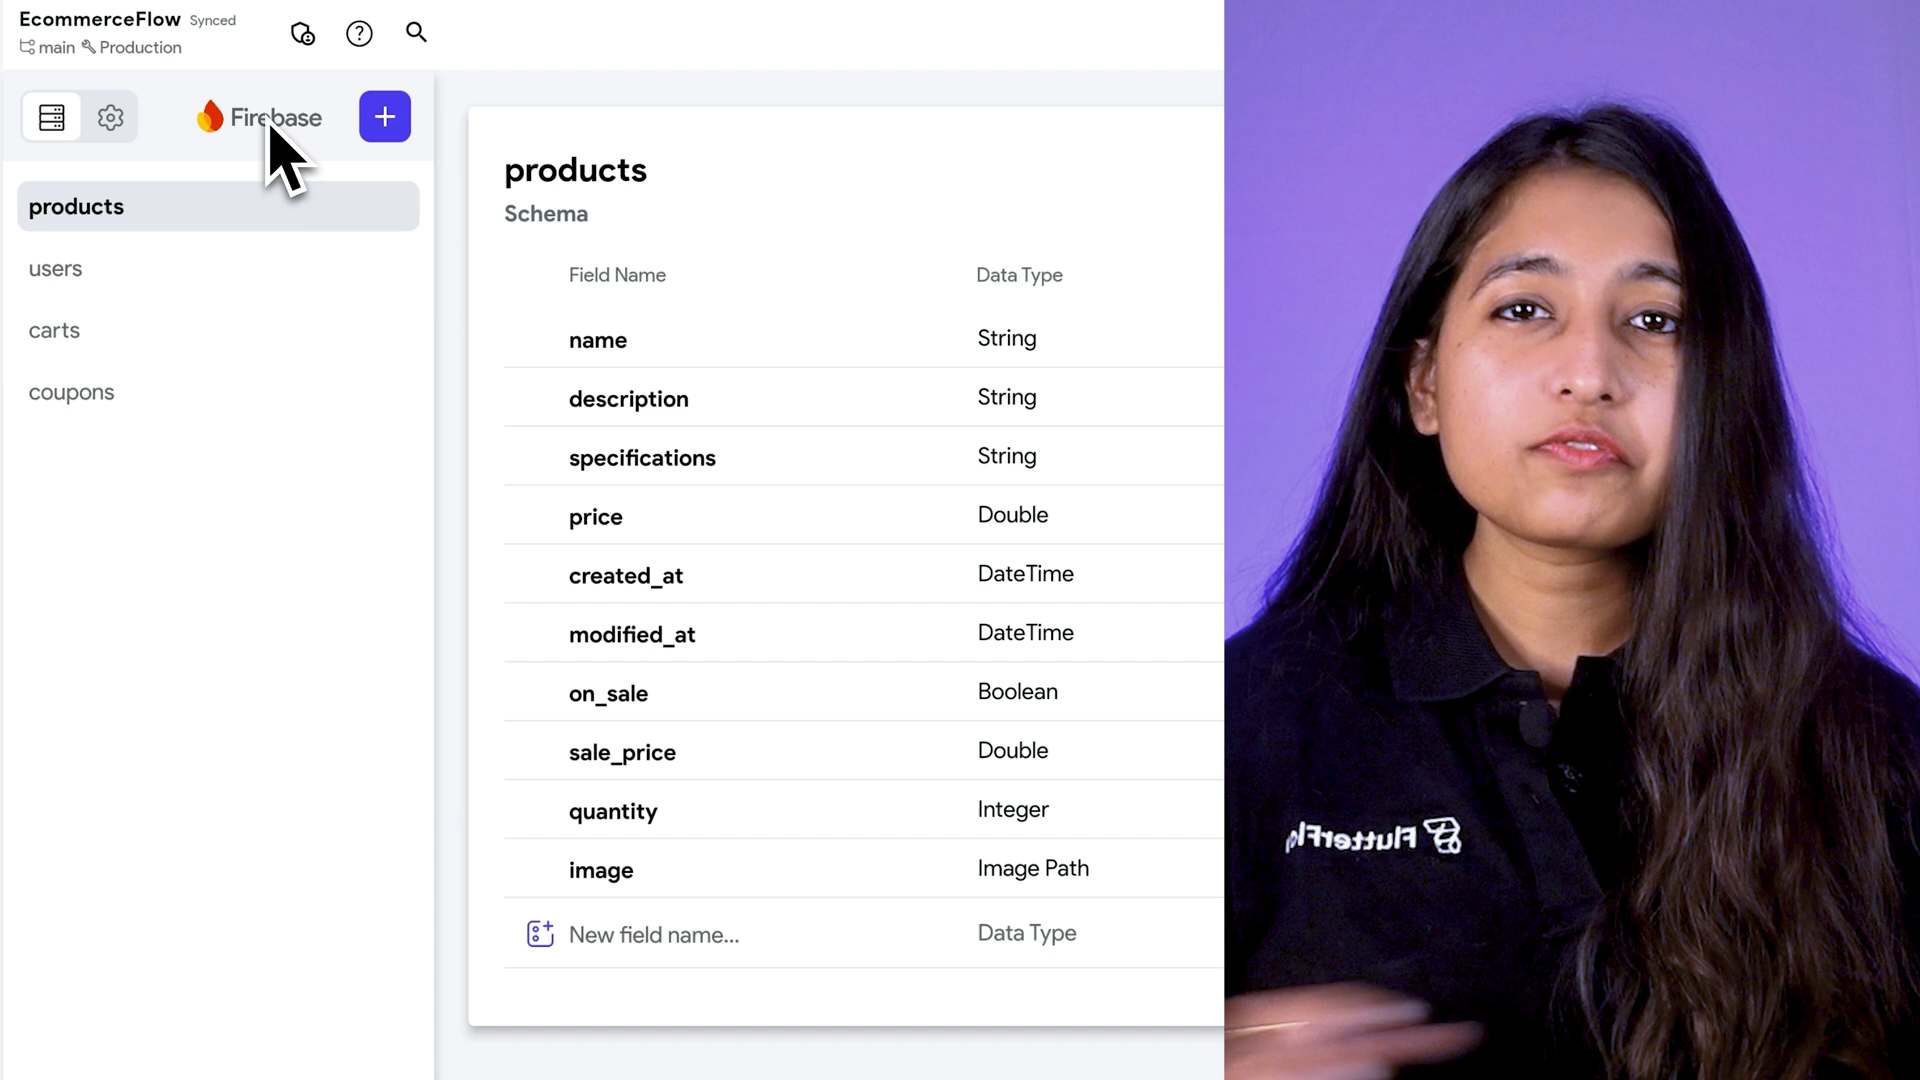 EcommerceFlow Synced
main Production
Firebase
products
users
carts
coupons
products
Schema
Field Name Data Type
name String
description String
specifications String
price Double
created_at DateTime
modified_at DateTime
on_sale Boolean
sale_price Double
quantity Integer
image Image Path
New field name... Data Type
FlutterFlo